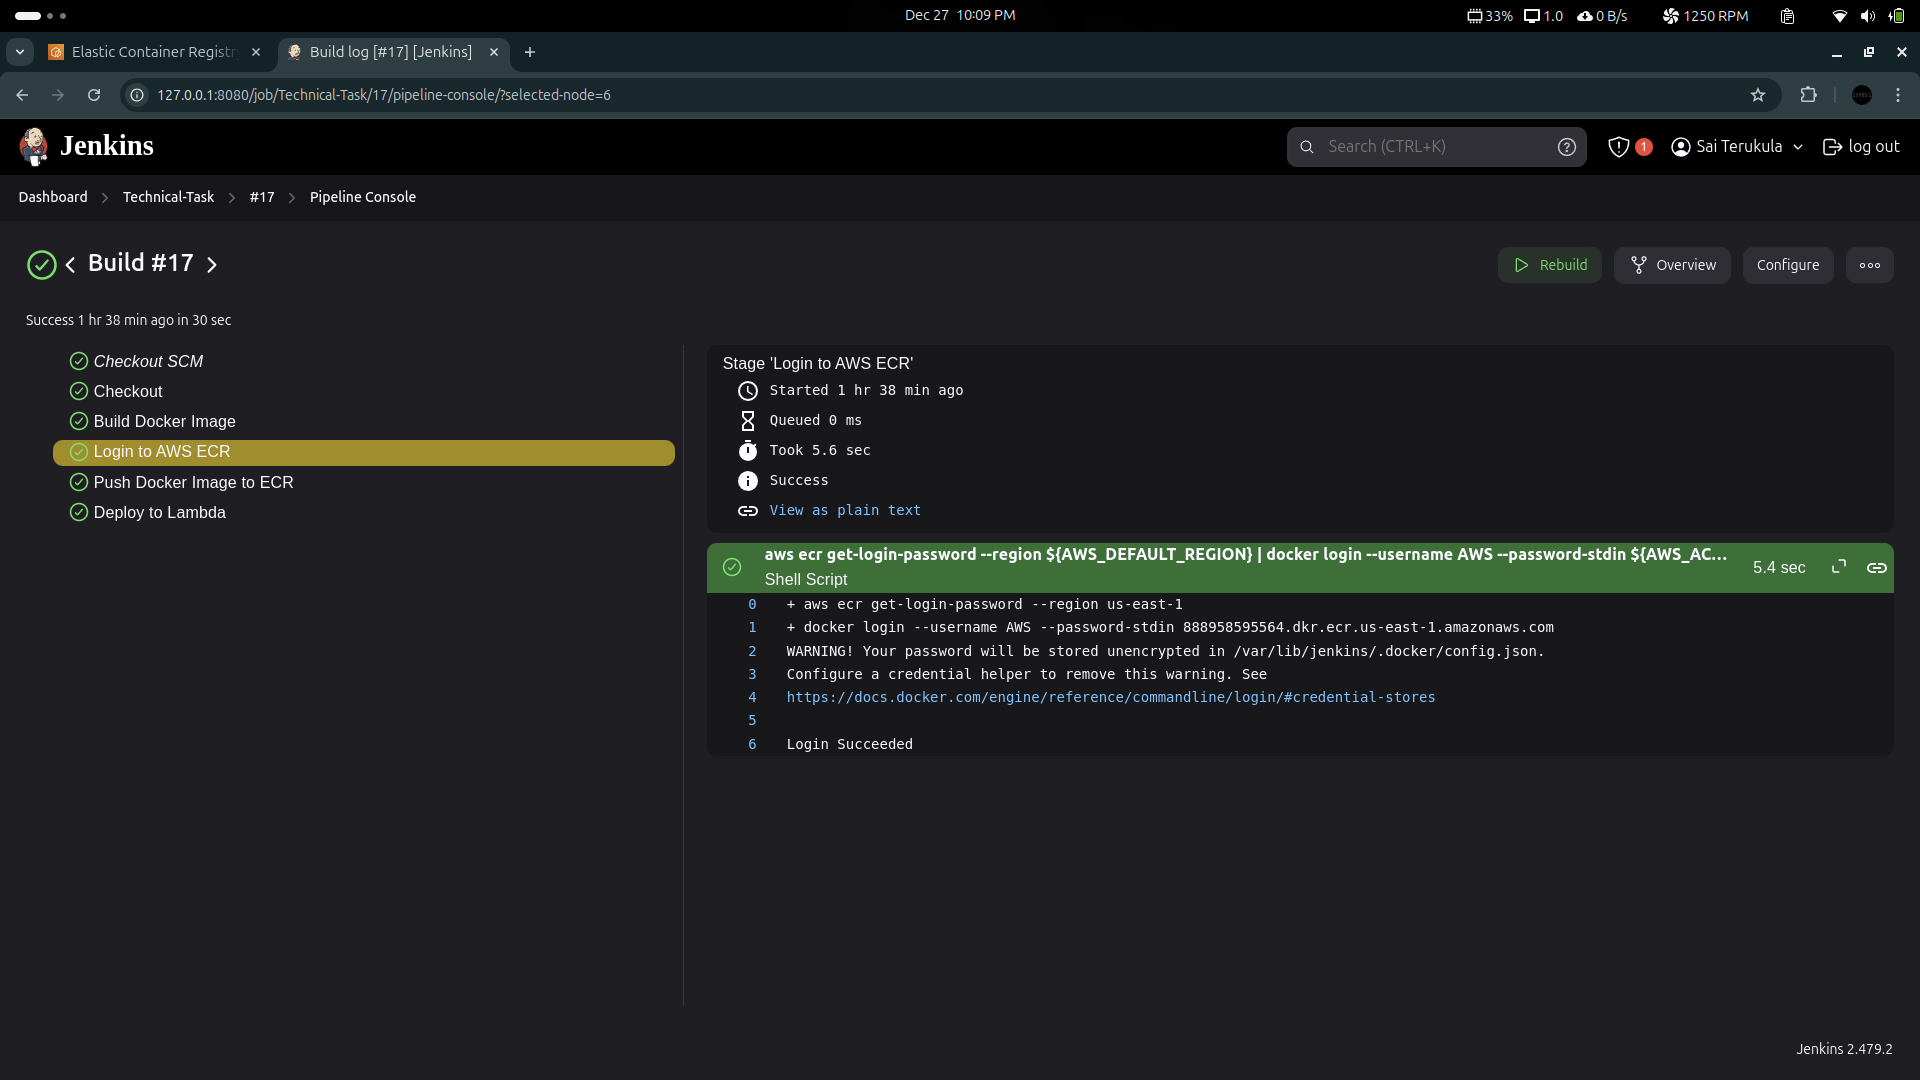 Dec 27 10:09 PM
33% 1.0 0 B/s 1250 RPM
Elastic Container Registry
Build log [#17] [Jenkins]
127.0.0.1:8080/job/Technical-Task/17/pipeline-console/?selected-node=6
Jenkins
Search (CTRL+K)
1
Sai Terukula
log out
Dashboard
Technical-Task
#17
Pipeline Console
Build #17
Rebuild
Overview
Configure
Success 1 hr 38 min ago in 30 sec
Checkout SCM
Checkout
Build Docker Image
Login to AWS ECR
Push Docker Image to ECR
Deploy to Lambda
Stage 'Login to AWS ECR'
Started 1 hr 38 min ago
Queued 0 ms
Took 5.6 sec
Success
View as plain text
aws ecr get-login-password --region ${AWS_DEFAULT_REGION} | docker login --username AWS --password-stdin ${AWS_AC...
Shell Script
5.4 sec
0 + aws ecr get-login-password --region us-east-1
1 + docker login --username AWS --password-stdin 888958595564.dkr.ecr.us-east-1.amazonaws.com
2 WARNING! Your password will be stored unencrypted in /var/lib/jenkins/.docker/config.json.
3 Configure a credential helper to remove this warning. See
4 https://docs.docker.com/engine/reference/commandline/login/#credential-stores
5
6 Login Succeeded
Jenkins 2.479.2